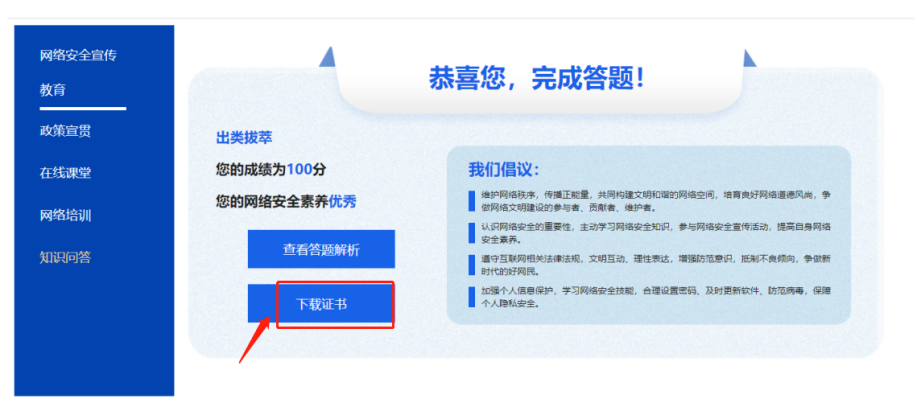 网络安全宣传
教育
政策宣贯
在线课堂
网络培训
知识问答
恭喜您，完成答题！
出类拔萃
您的成绩为100分
您的网络安全素养优秀
查看答题解析
下载证书
我们倡议：
维护网络秩序，传播正能量，共同构建文明和谐的网络空间，培育良好网络道德风尚，争
做网络文明建设的参与者、贡献者、维护者。
认识网络安全的重要性，主动学习网络安全知识，参与网络安全宣传活动，提高自身网络
安全素养。
遵守互联网相关法律法规，文明互动、理性表达，增强防范意识，抵制不良倾向，争做新
时代的好网民。
加强个人信息保护，学习网络安全技能，合理设置密码、及时更新软件、防范病毒，保障
个人隐私安全。